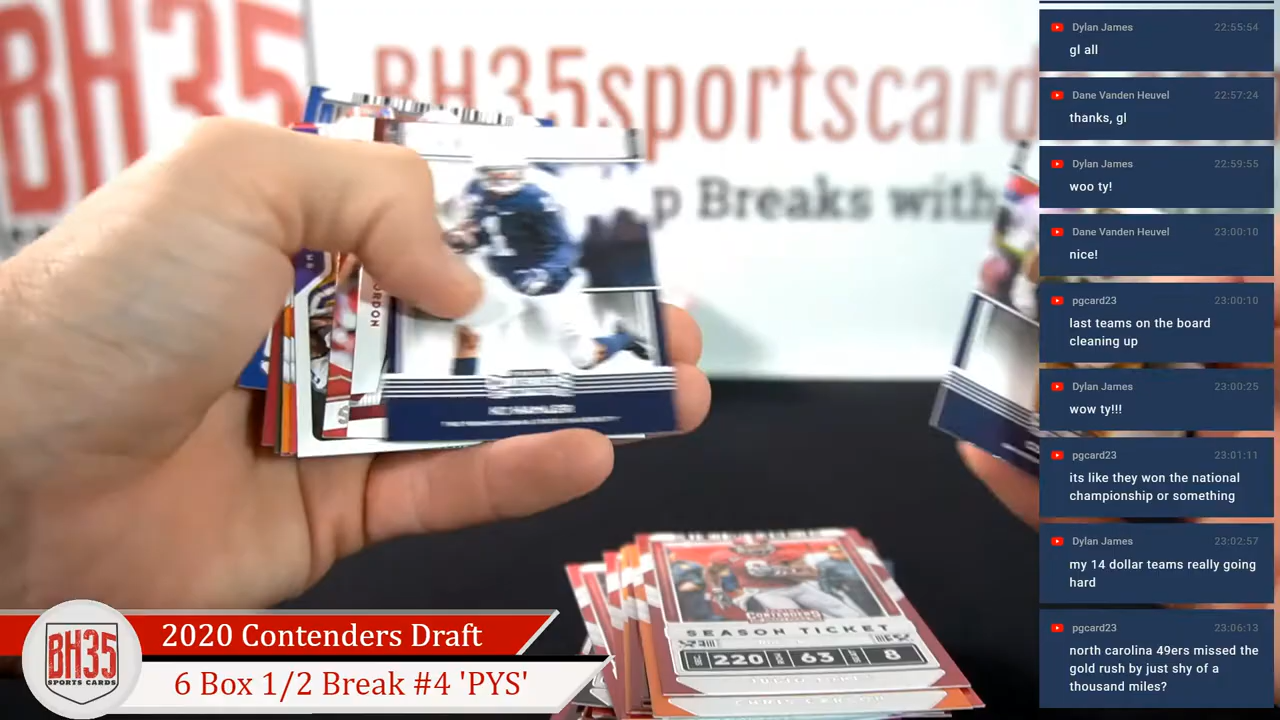 BH35
BH35sportscard
p Breaks with
Dylan James 22:55:54
gl all
Dane Vanden Heuvel 22:57:24
thanks, gl
Dylan James 22:59:55
woo ty!
Dane Vanden Heuvel 23:00:10
nice!
pgcard23 23:00:10
last teams on the board
cleaning up
Dylan James 23:00:25
wow ty!!!
pgcard23 23:01:11
its like they won the national
championship or something
Dylan James 23:02:57
my 14 dollar teams really going
hard
pgcard23 23:06:13
north carolina 49ers missed the
gold rush by just shy of a
thousand miles?
KJ HAMLER
SEASON TICKET
220 63 8
BH35
SPORTS CARDS
2020 Contenders Draft
6 Box 1/2 Break #4 'PYS'